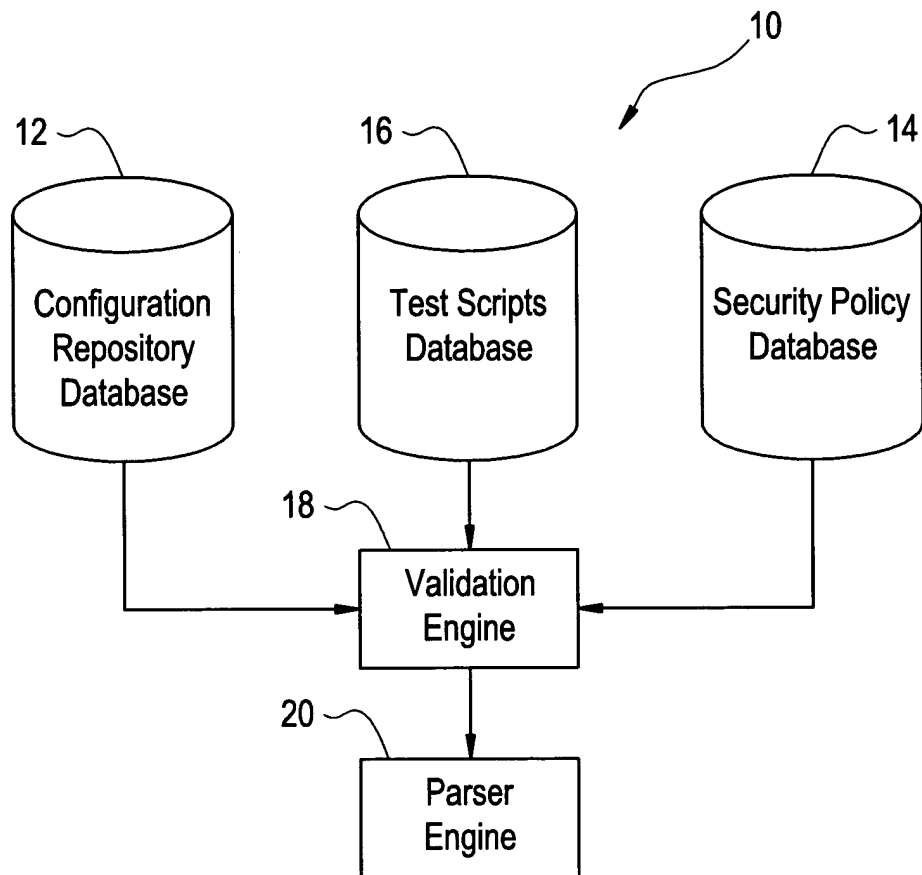 10
12
16
14
Configuration
Repository
Database
Test Scripts
Database
Security Policy
Database
18
Validation
Engine
20
Parser
Engine